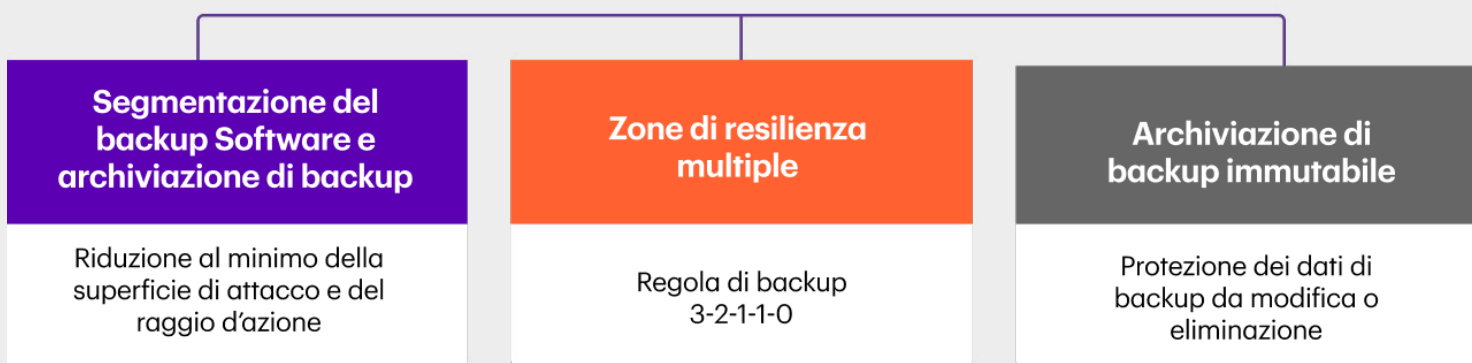 Segmentazione del
backup Software e
archiviazione di backup
Riduzione al minimo della
superficie di attacco e del
raggio d'azione
Zone di resilienza
multiple
Regola di backup
3-2-1-1-0
Archiviazione di
backup immutabile
Protezione dei dati di
backup da modifica o
eliminazione